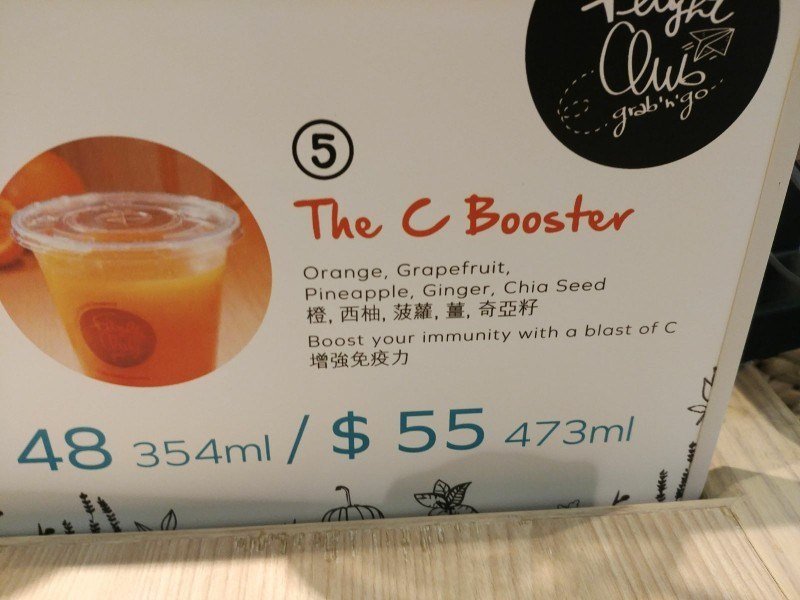 Flight
Club
grab'n'go
5
The C Booster
Orange, Grapefruit,
Pineapple, Ginger, Chia Seed
橙, 西柚, 菠蘿, 薑, 奇亞籽
Boost your immunity with a blast of C
增強免疫力
48 354ml / $ 55 473ml